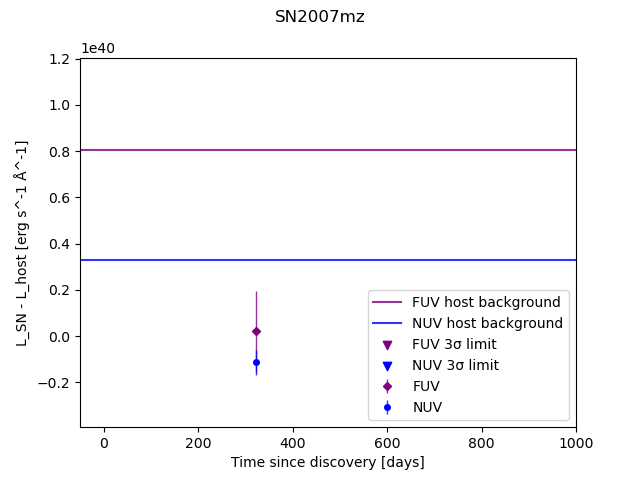 SN2007mz
1e40
1.2
1.0
0.8
0.6
0.4
0.2
0.0
−0.2
L_SN - L_host [erg s^-1 Å^-1]
FUV host background
NUV host background
FUV 3σ limit
NUV 3σ limit
FUV
NUV
0 200 400 600 800 1000
Time since discovery [days]